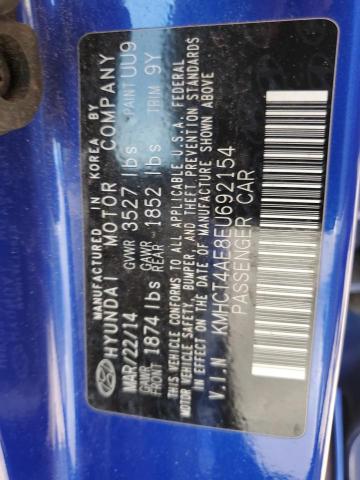 MANUFACTURED IN KOREA BY
HYUNDAI MOTOR COMPANY
MAR/22/14 GVWR 3527 lbs PAINT UU9
GAWR FRONT 1874 lbs GAWR REAR 1852 lbs TRIM 9Y
THIS VEHICLE CONFORMS TO ALL APPLICABLE U.S.A. FEDERAL
MOTOR VEHICLE SAFETY, BUMPER, AND THEFT PREVENTION STANDARDS
IN EFFECT ON THE DATE OF MANUFACTURE SHOWN ABOVE.
V.I.N : KMHCT4AE8EU692154
PASSENGER CAR